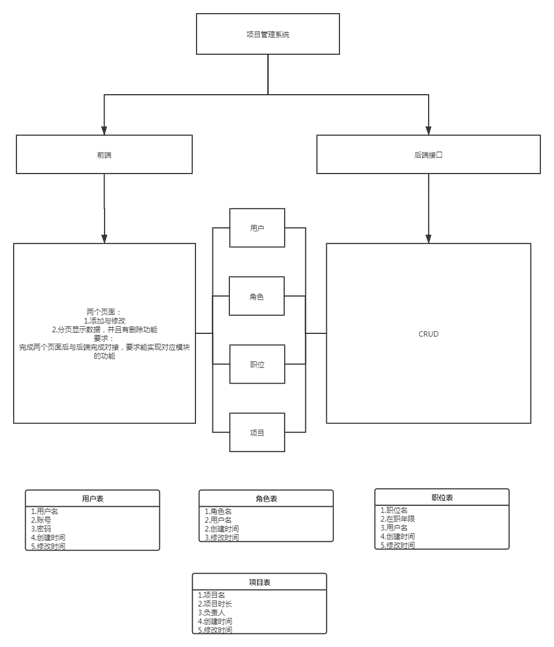 项目管理系统
前端
后端接口
用户
角色
职位
项目
两个页面：
1.添加与修改
2.分页显示数据，并且有删除功能
要求：
完成两个页面后与后端完成对接，要求能实现对应模块
的功能
CRUD
用户表
1.用户名
2.账号
3.密码
4.创建时间
5.修改时间
角色表
1.角色名
2.用户名
2.创建时间
3.修改时间
职位表
1.职位名
2.在职年限
3.用户名
4.创建时间
5.修改时间
项目表
1.项目名
2.项目时长
3.负责人
4.创建时间
5.修改时间